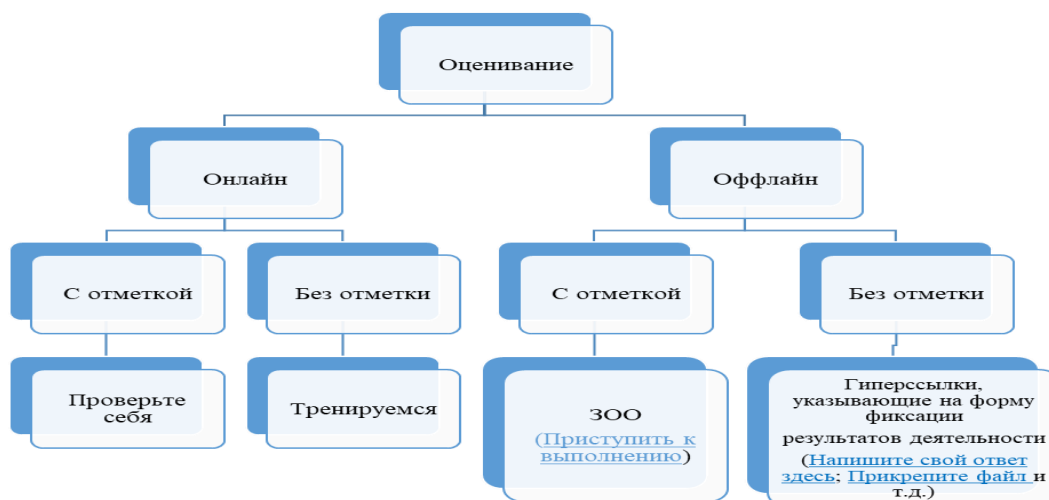 Оценивание
Онлайн
Оффлайн
С отметкой
Без отметки
С отметкой
Без отметки
Проверьте
себя
Тренируемся
ЗОО
(Приступить к
выполнению)
Гиперссылки,
указывающие на форму
фиксации
результатов деятельности
(Напишите свой ответ
здесь; Прикрепите файл и
т.д.)